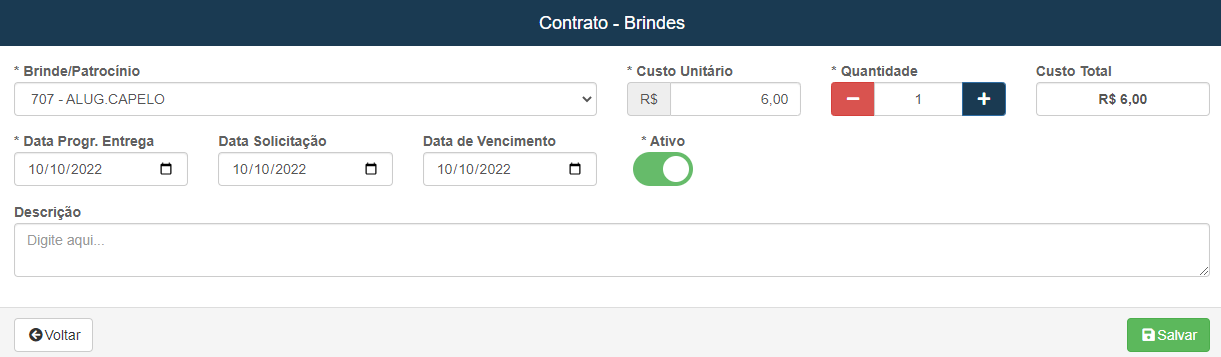 Contrato - Brindes
* Brinde/Patrocínio * Custo Unitário * Quantidade Custo Total
707 - ALUG.CAPELO R$ 6,00 1 R$ 6,00
* Data Progr. Entrega Data Solicitação Data de Vencimento * Ativo
10/10/2022 10/10/2022 10/10/2022
Descrição
Digite aqui...
Voltar Salvar